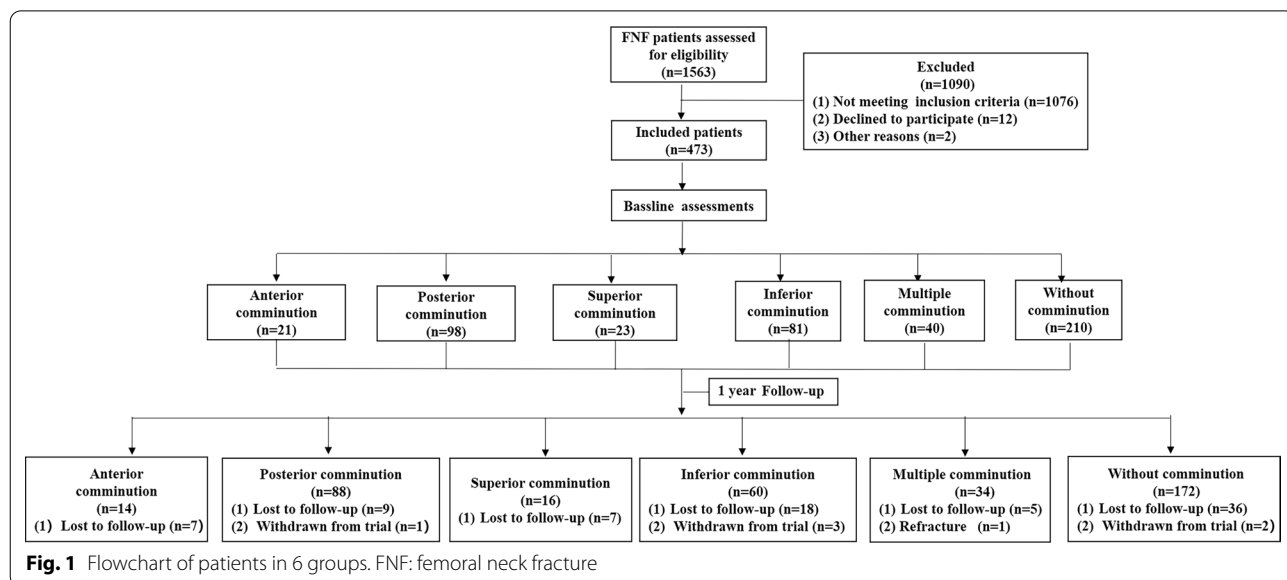 FNF patients assessed
for eligibility
(n=1563)
Excluded
(n=1090)
(1) Not meeting inclusion criteria (n=1076)
(2) Declined to participate (n=12)
(3) Other reasons (n=2)
Included patients
(n=473)
Bassline assessments
Anterior
comminution
(n=21)
Posterior
comminution
(n=98)
Superior
comminution
(n=23)
Inferior
comminution
(n=81)
Multiple
comminution
(n=40)
Without
comminution
(n=210)
1 year Follow-up
Anterior
comminution
(n=14)
(1) Lost to follow-up (n=7)
Posterior comminution
(n=88)
(1) Lost to follow-up (n=9)
(2) Withdrawn from trial (n=1)
Superior comminution
(n=16)
(1) Lost to follow-up (n=7)
Inferior comminution
(n=60)
(1) Lost to follow-up (n=18)
(2) Withdrawn from trial (n=3)
Multiple comminution
(n=34)
(1) Lost to follow-up (n=5)
(2) Refracture (n=1)
Without comminution
(n=172)
(1) Lost to follow-up (n=36)
(2) Withdrawn from trial (n=2)
Fig. 1 Flowchart of patients in 6 groups. FNF: femoral neck fracture